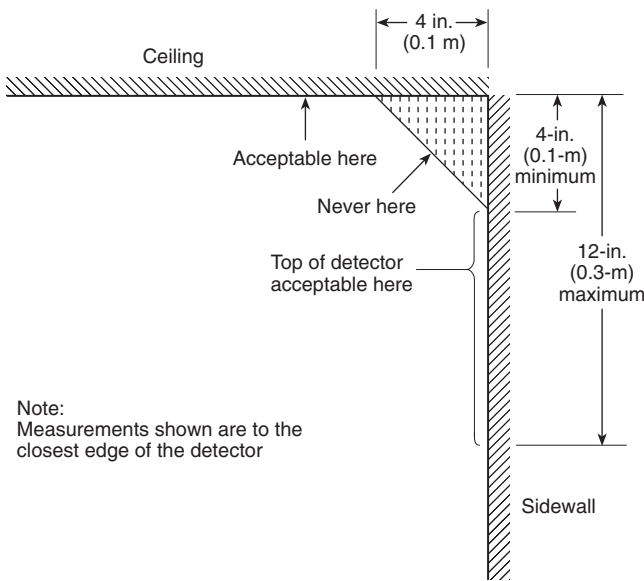 4 in.
(0.1 m)
Ceiling
Acceptable here
Never here
4-in.
(0.1-m)
minimum
Top of detector
acceptable here
12-in.
(0.3-m)
maximum
Note:
Measurements shown are to the
closest edge of the detector
Sidewall